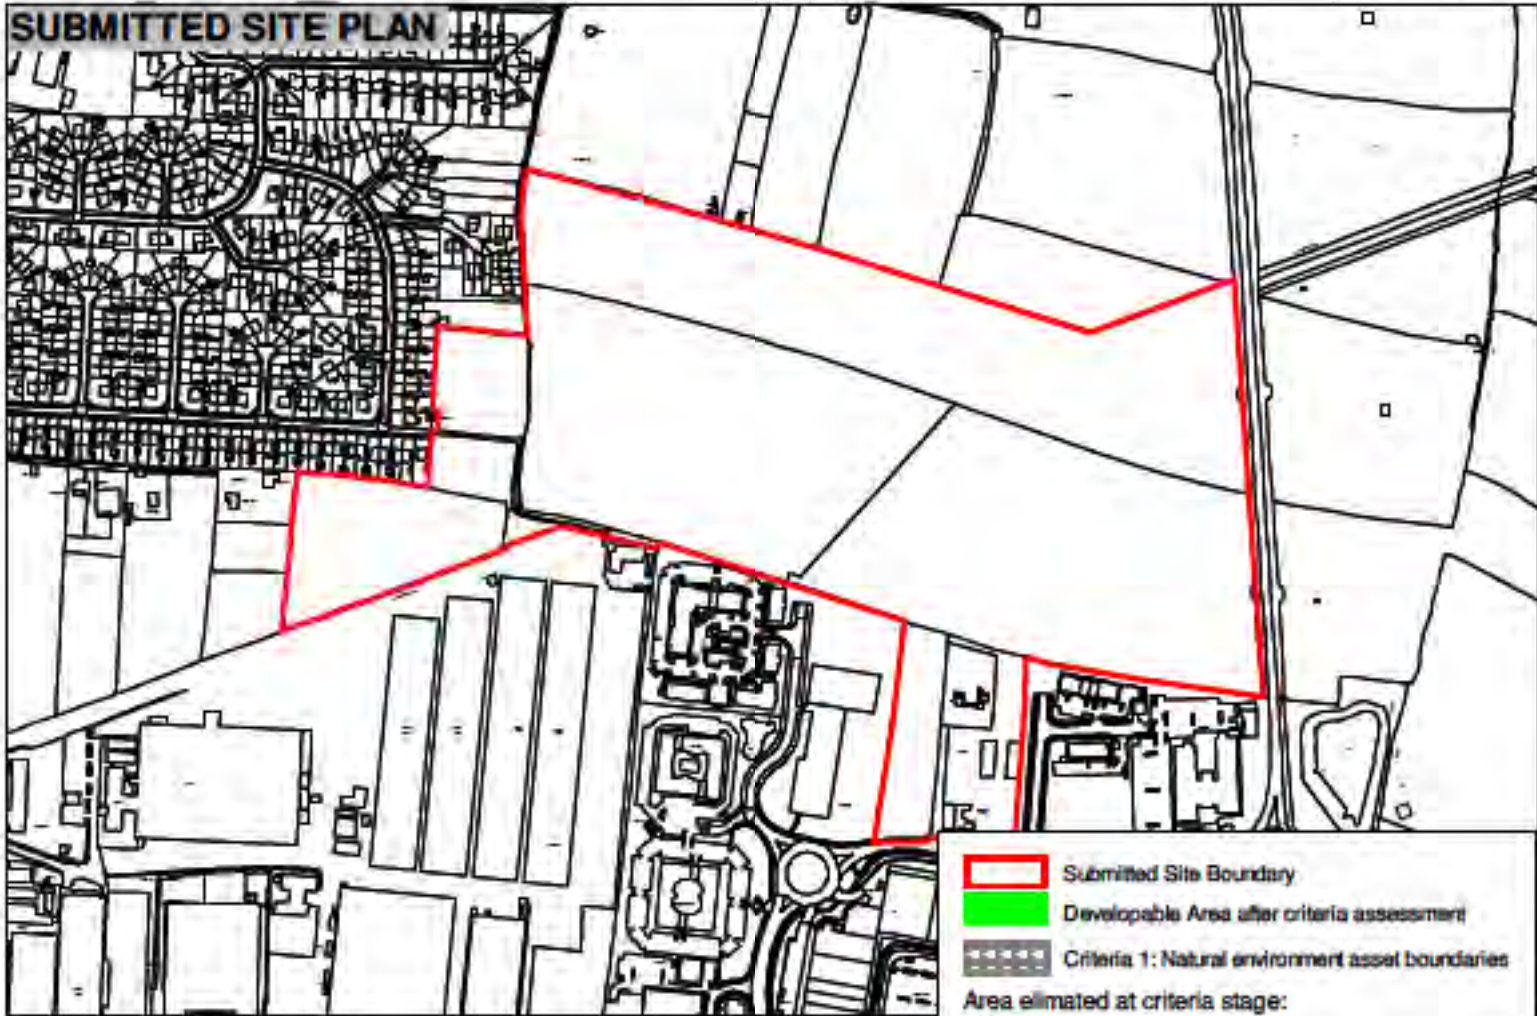 SUBMITTED SITE PLAN
Submitted Site Boundary
Developable Area after criteria assessment
Criteria 1: Natural environment asset boundaries
Area elimated at criteria stage: